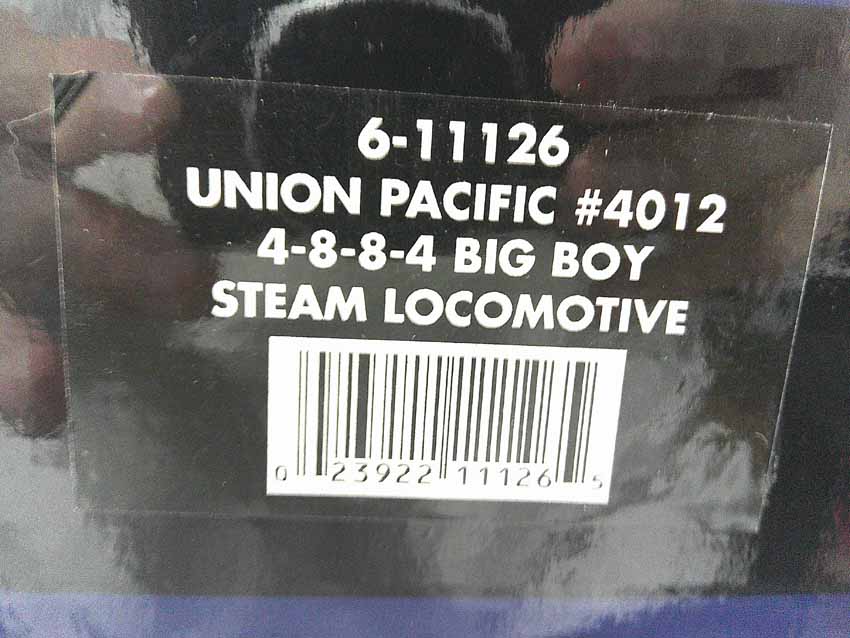 6-11126
UNION PACIFIC #4012
4-8-8-4 BIG BOY
STEAM LOCOMOTIVE
0 23922 11126 5